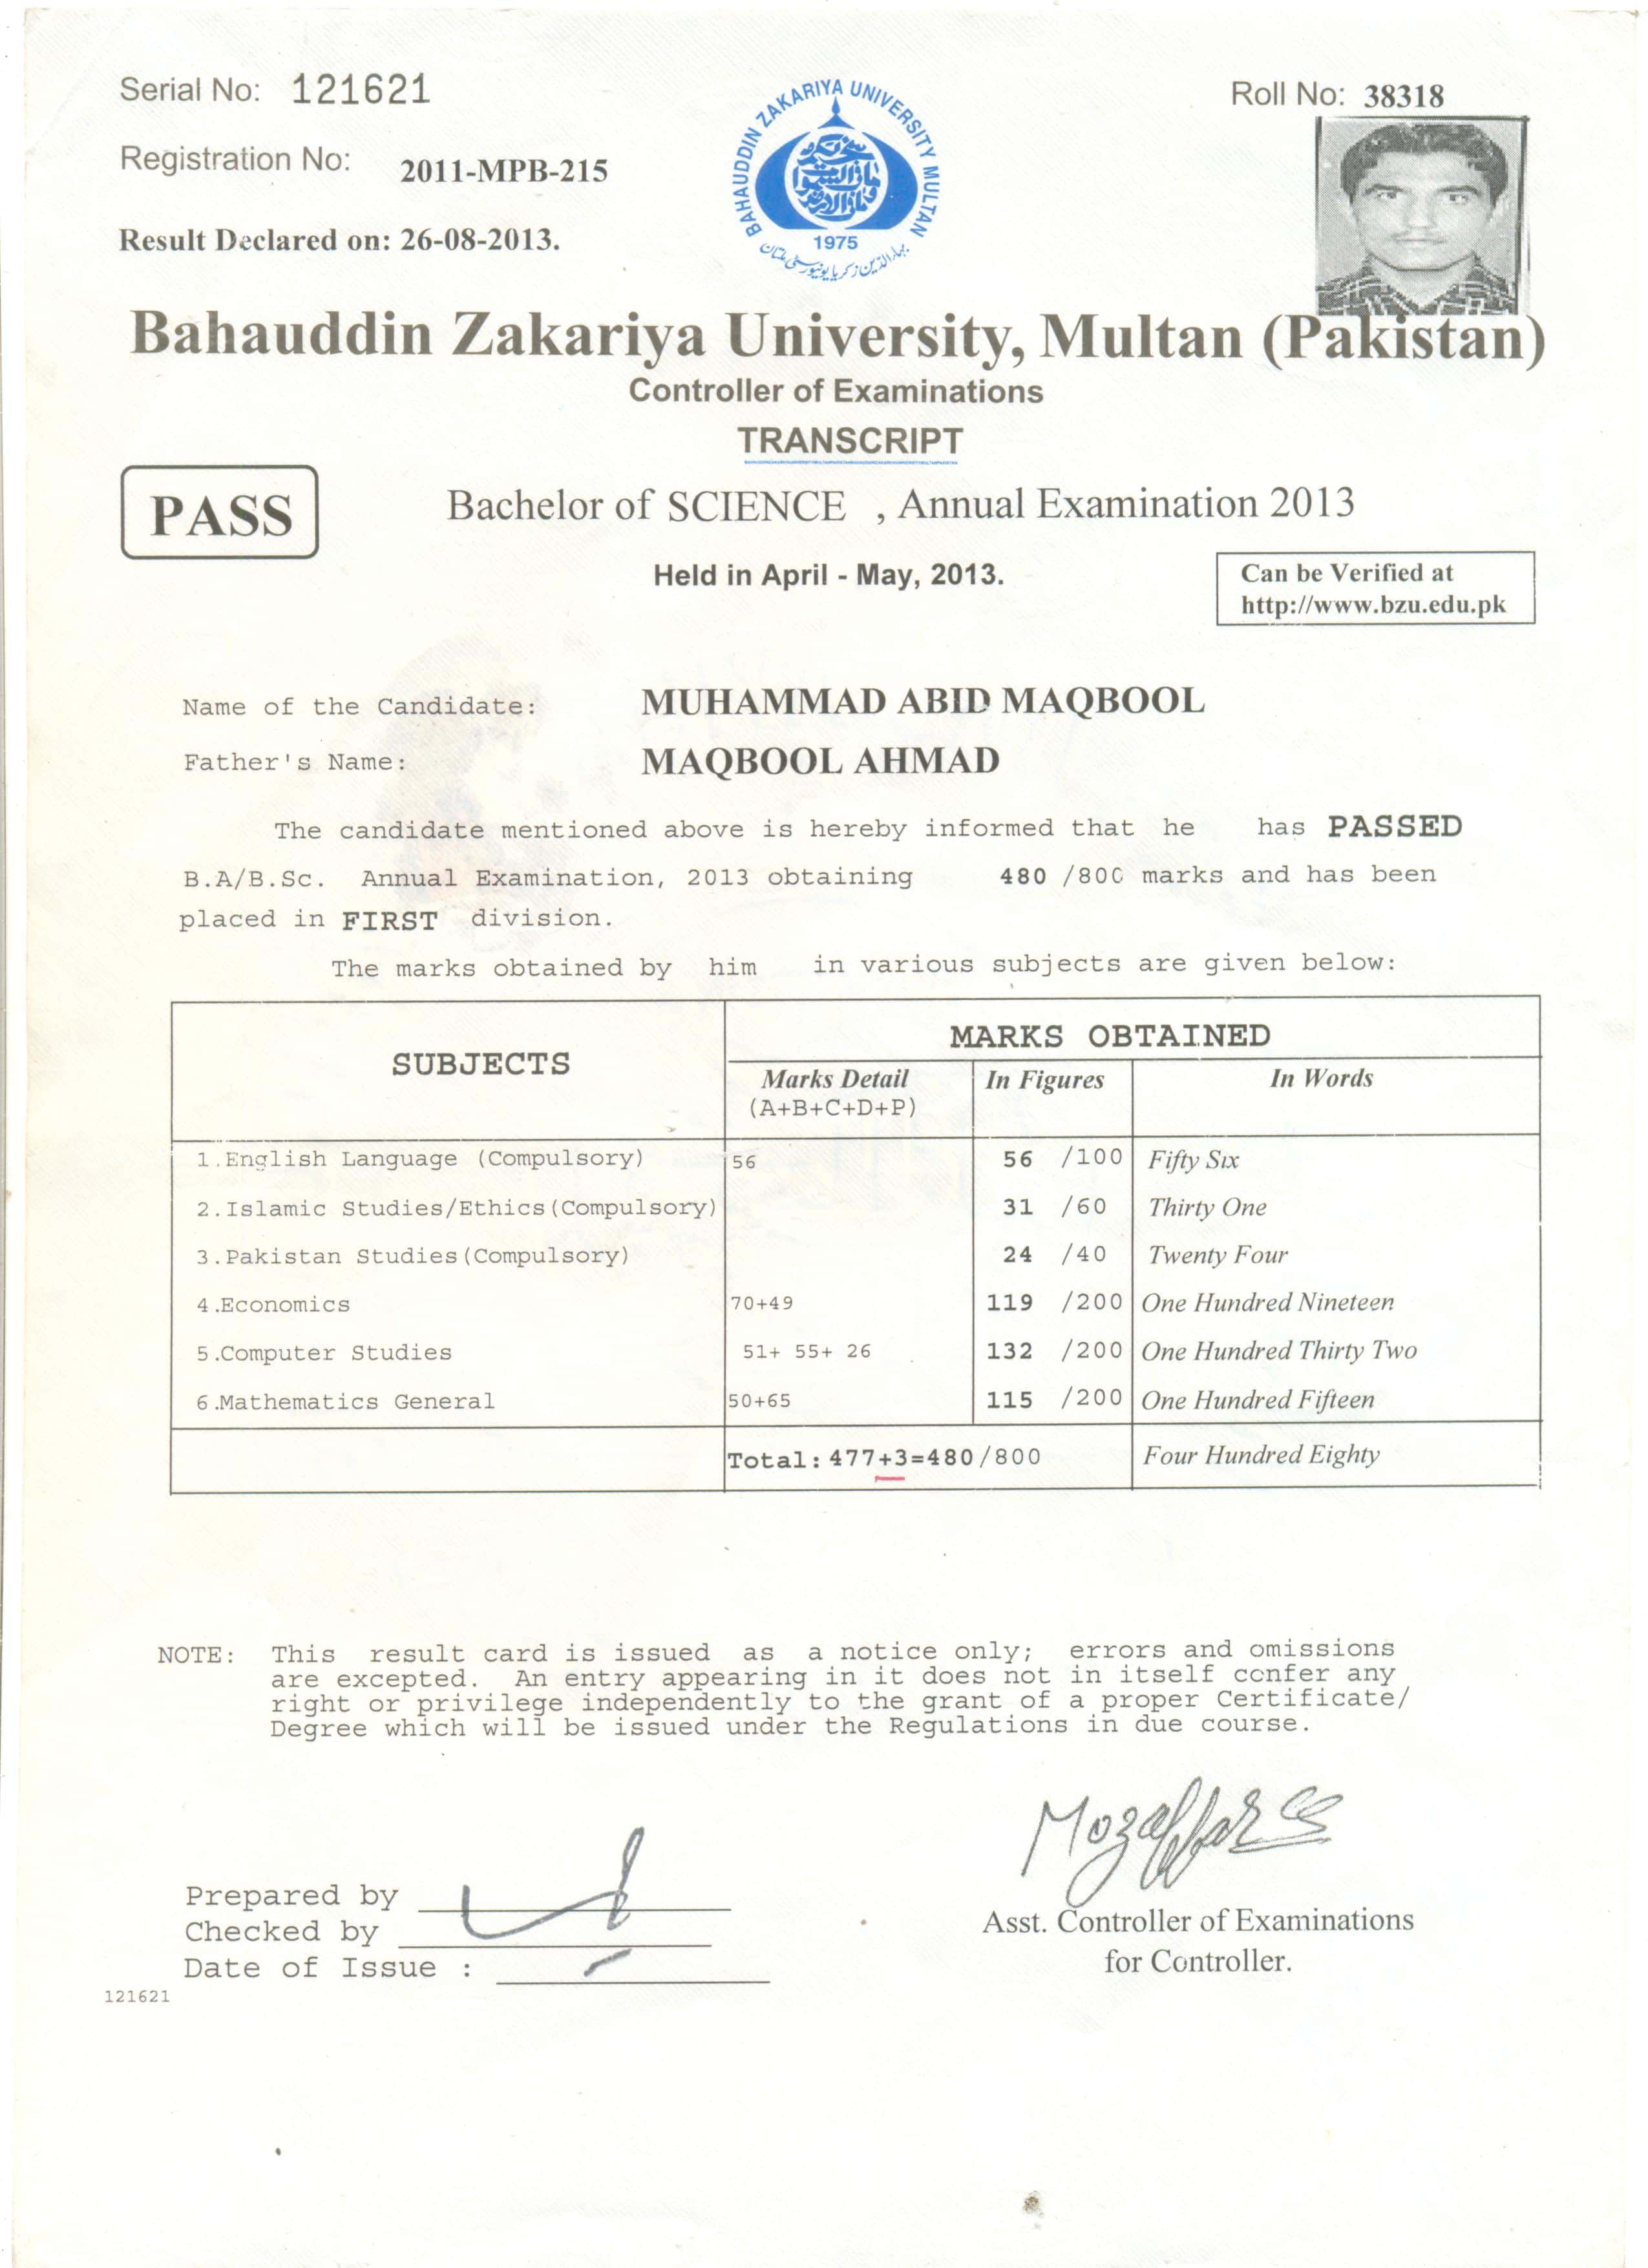 Serial No: 121621
Roll No: 38318
Registration No: 2011-MPB-215
Result Declared on: 26-08-2013.
BAHAUDDIN ZAKARIYA UNIVERSITY MULTAN
1975
بہاءالدین زکریا یونیورسٹی ملتان
Bahauddin Zakariya University, Multan (Pakistan)
Controller of Examinations
TRANSCRIPT
PASS
Bachelor of SCIENCE , Annual Examination 2013
Held in April - May, 2013.
Can be Verified at
http://www.bzu.edu.pk
Name of the Candidate: MUHAMMAD ABID MAQBOOL
Father's Name: MAQBOOL AHMAD
The candidate mentioned above is hereby informed that he has PASSED
B.A/B.Sc. Annual Examination, 2013 obtaining 480 /800 marks and has been
placed in FIRST division.
The marks obtained by him in various subjects are given below:
SUBJECTS
MARKS OBTAINED
Marks Detail In Figures In Words
(A+B+C+D+P)
1.English Language (Compulsory) 56 56 /100 Fifty Six
2.Islamic Studies/Ethics(Compulsory) 31 /60 Thirty One
3.Pakistan Studies(Compulsory) 24 /40 Twenty Four
4.Economics 70+49 119 /200 One Hundred Nineteen
5.Computer Studies 51+ 55+ 26 132 /200 One Hundred Thirty Two
6.Mathematics General 50+65 115 /200 One Hundred Fifteen
Total: 477+3=480/800 Four Hundred Eighty
NOTE: This result card is issued as a notice only; errors and omissions
are excepted. An entry appearing in it does not in itself confer any
right or privilege independently to the grant of a proper Certificate/
Degree which will be issued under the Regulations in due course.
Prepared by
Checked by
Date of Issue :
Asst. Controller of Examinations
for Controller.
121621